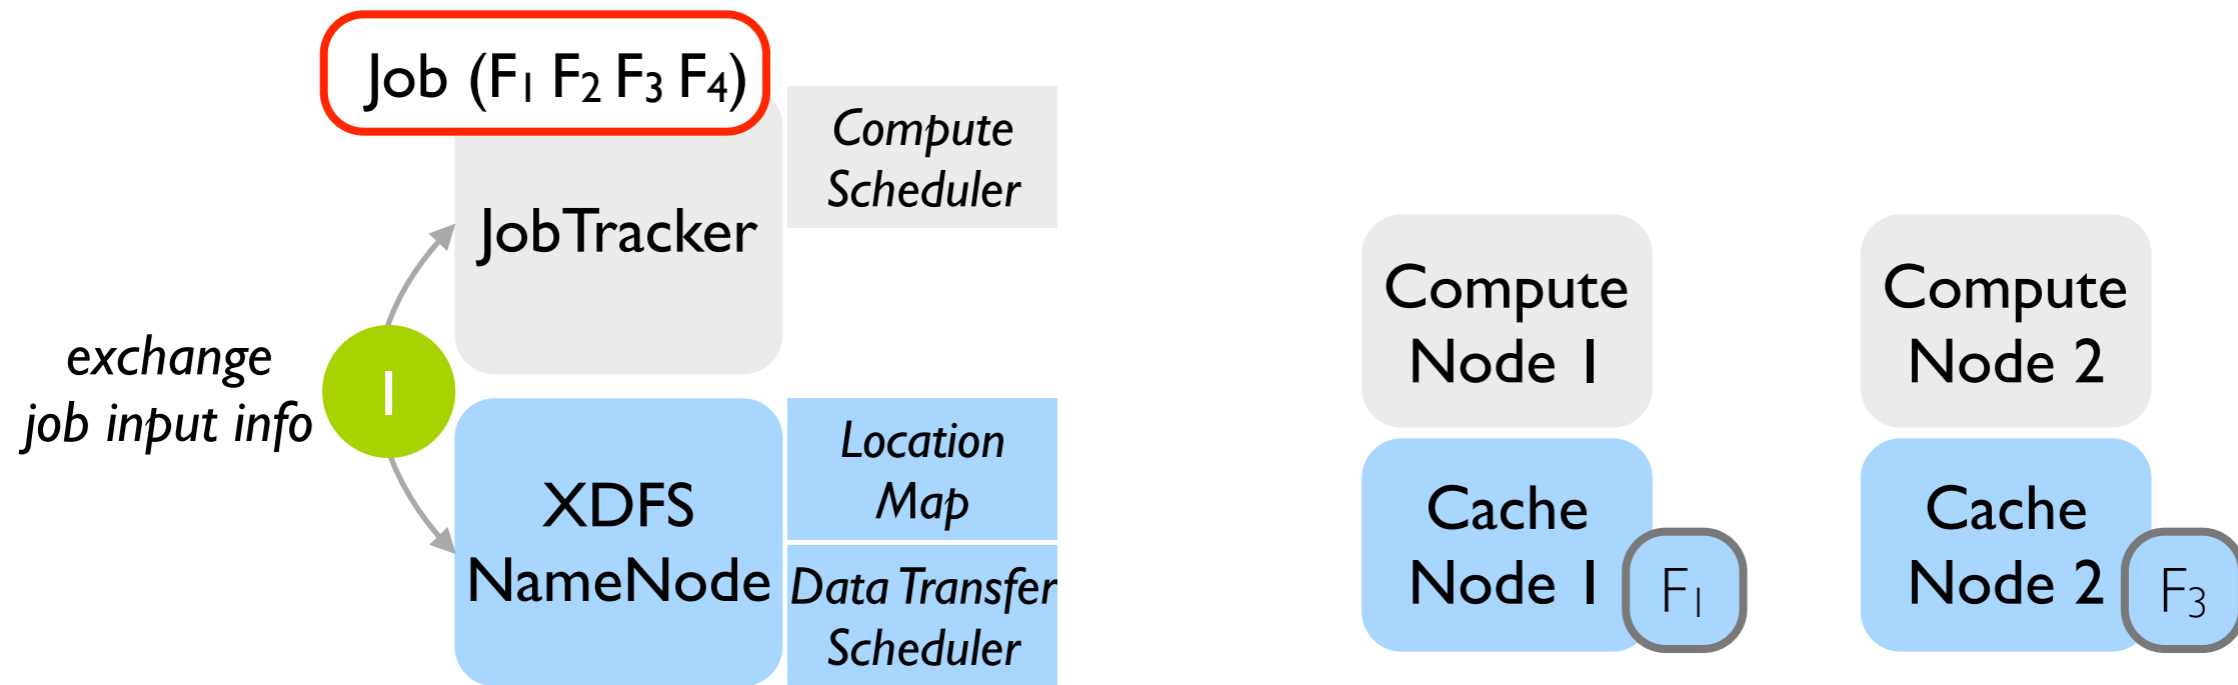 Job (F₁ F₂ F₃ F₄)
Compute
Scheduler
JobTracker
exchange
job input info
1
XDFS
NameNode
Location
Map
Data Transfer
Scheduler
Compute
Node 1
Compute
Node 2
Cache
Node 1
F₁
Cache
Node 2
F₃